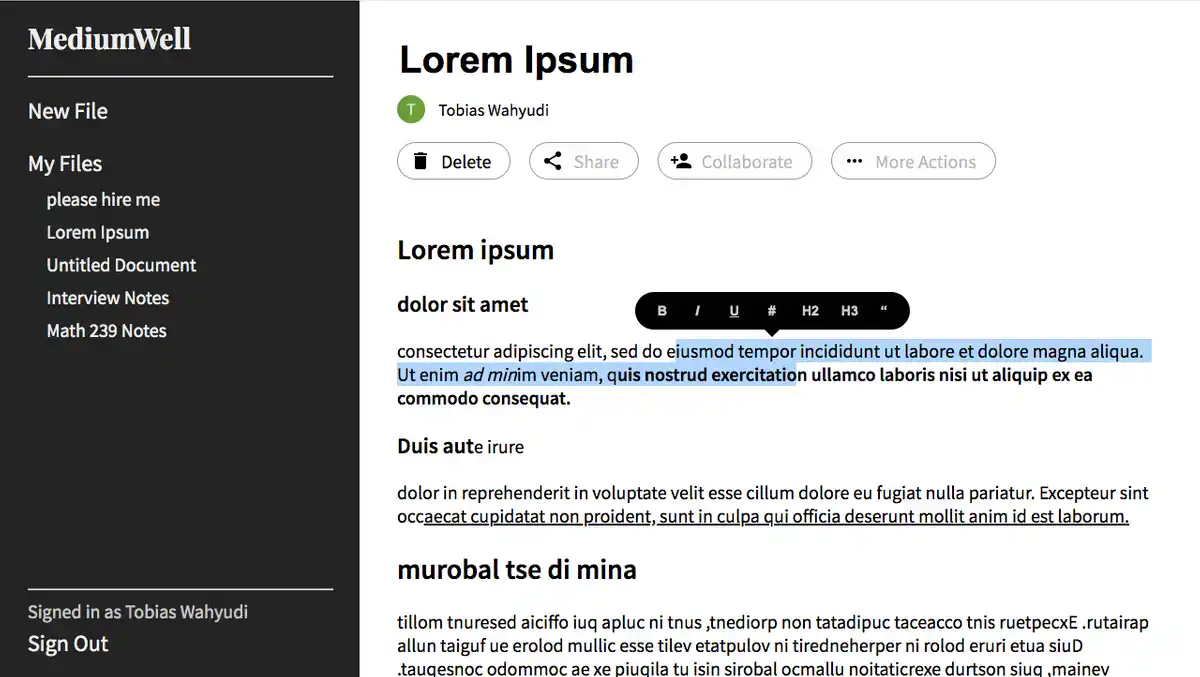 MediumWell
New File
My Files
please hire me
Lorem Ipsum
Untitled Document
Interview Notes
Math 239 Notes
Signed in as Tobias Wahyudi
Sign Out
Lorem Ipsum
T Tobias Wahyudi
Delete Share Collaborate More Actions
Lorem ipsum
dolor sit amet
B I U # H2 H3 “
consectetur adipiscing elit, sed do eiusmod tempor incididunt ut labore et dolore magna aliqua.
Ut enim ad minim veniam, quis nostrud exercitation ullamco laboris nisi ut aliquip ex ea
commodo consequat.
Duis aute irure
dolor in reprehenderit in voluptate velit esse cillum dolore eu fugiat nulla pariatur. Excepteur sint
occaecat cupidatat non proident, sunt in culpa qui officia deserunt mollit anim id est laborum.
murobal tse di mina
tillom tnuresed aiciffo iuq apluc ni tnus ,tnediorp non tatadipuc taceacco tnis ruetpecxE .rutairap
allun taiguf ue erolod mullic esse tilev etatpulov ni tiredneherper ni rolod eruri etua siuD
.tauqesnoc odommoc ae xe piuqila tu isin sirobal ocmallu noitaticrexe durtson siuq ,mainev